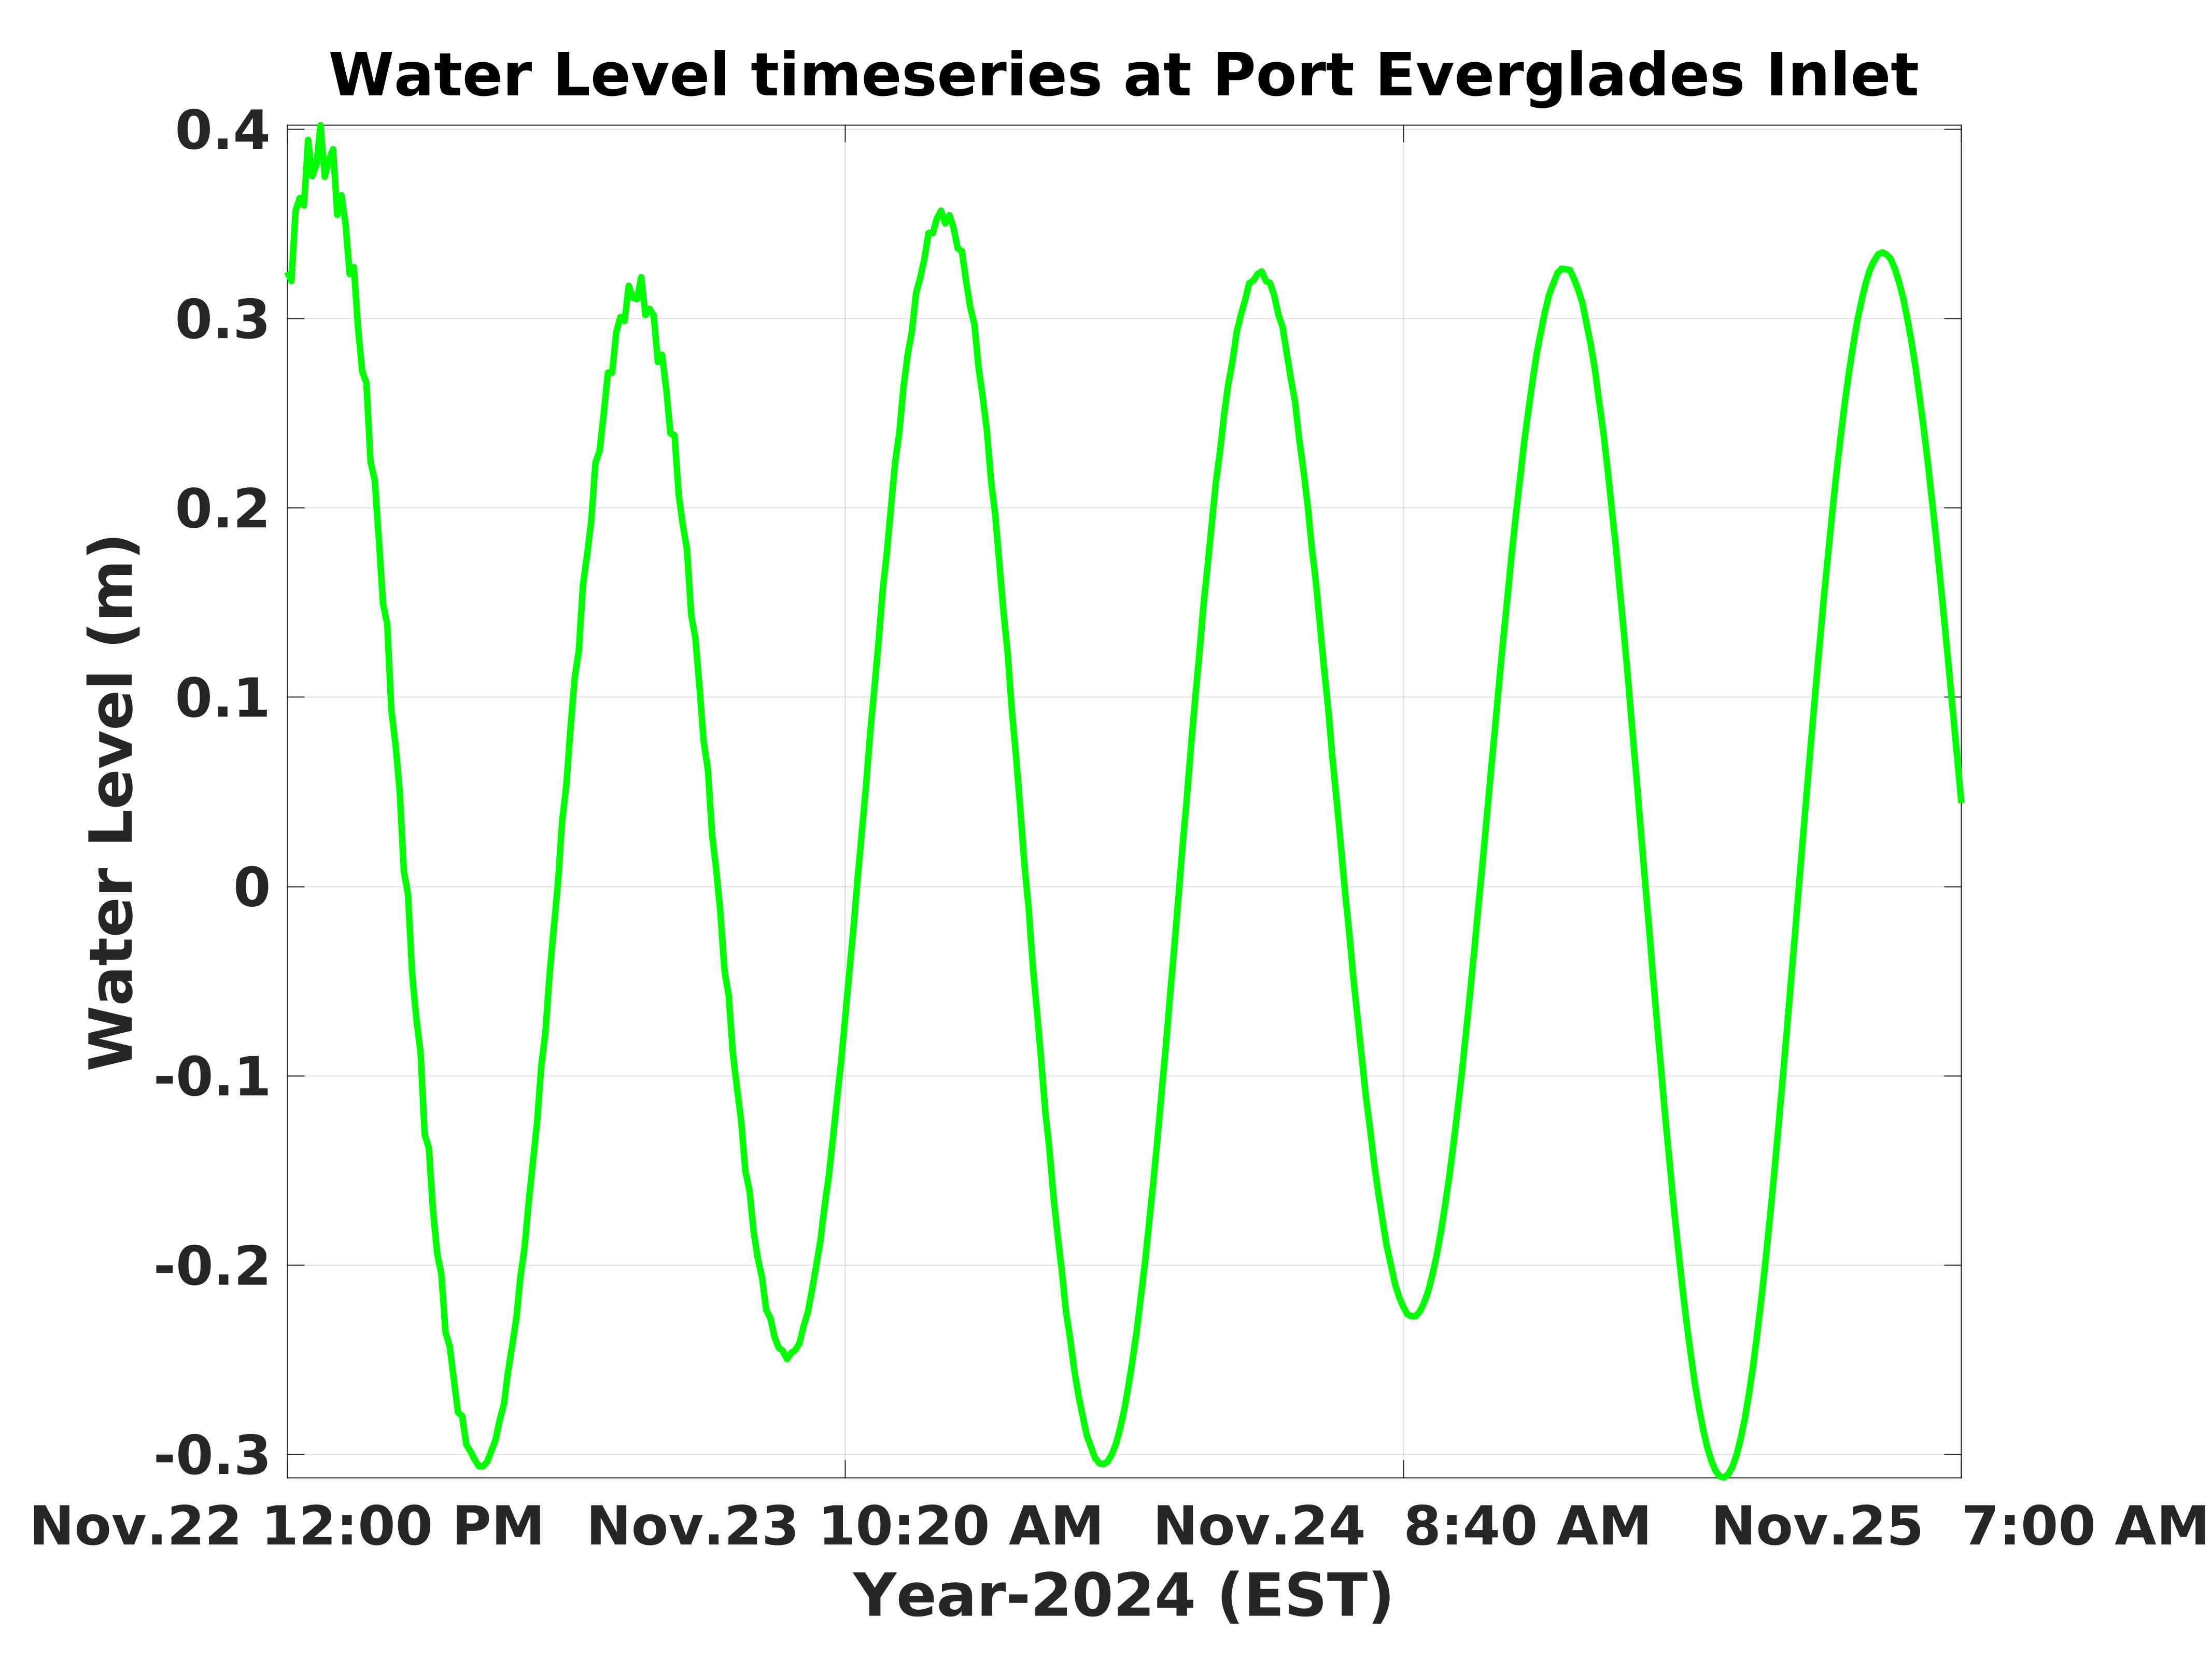 Water Level timeseries at Port Everglades Inlet
0.4
0.3
0.2
0.1
0
-0.1
-0.2
-0.3
Water Level (m)
Nov.22 12:00 PM Nov.23 10:20 AM Nov.24 8:40 AM Nov.25 7:00 AM
Year-2024 (EST)